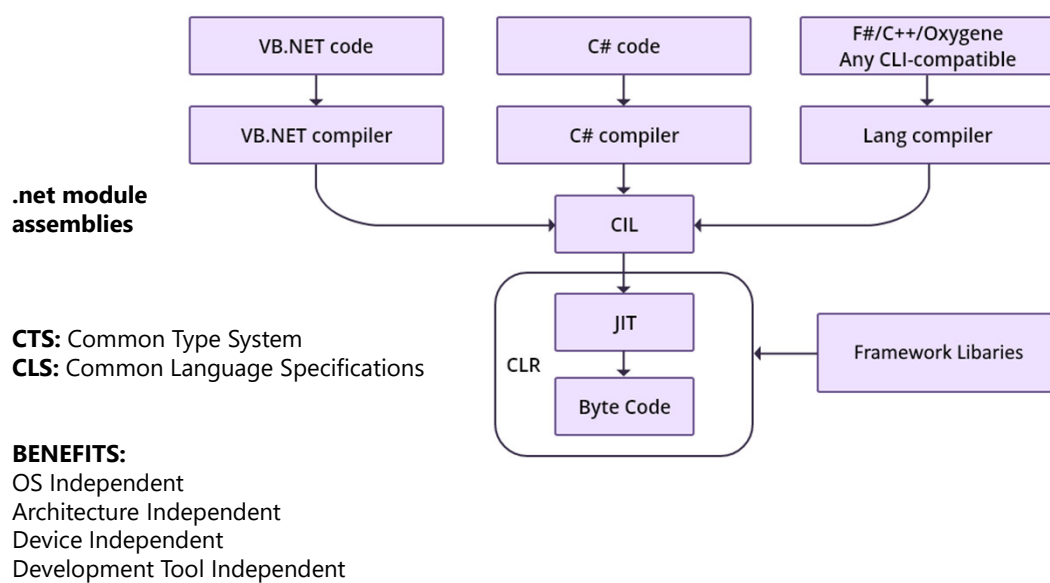 VB.NET code
C# code
F#/C++/Oxygene
Any CLI-compatible
VB.NET compiler
C# compiler
Lang compiler
.net module
assemblies
CIL
JIT
CTS: Common Type System
CLS: Common Language Specifications
CLR
Framework Libaries
Byte Code
BENEFITS:
OS Independent
Architecture Independent
Device Independent
Development Tool Independent